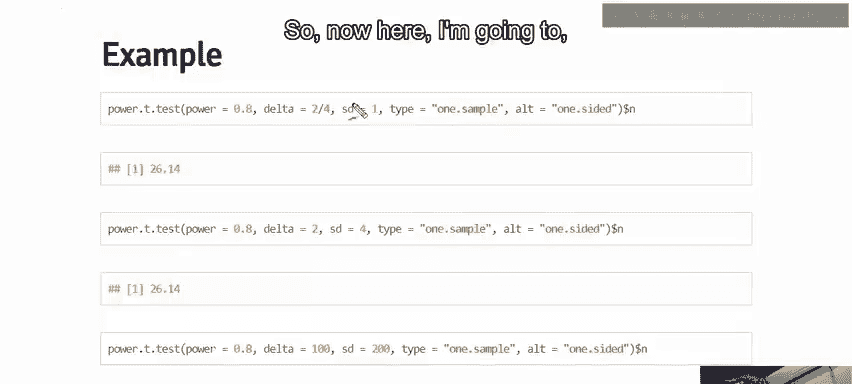 So, now here, I'm going to,
Example
power.t.test(power = 0.8, delta = 2/4, sd = 1, type = "one.sample", alt = "one.sided")$n
## [1] 26.14
power.t.test(power = 0.8, delta = 2, sd = 4, type = "one.sample", alt = "one.sided")$n
## [1] 26.14
power.t.test(power = 0.8, delta = 100, sd = 200, type = "one.sample", alt = "one.sided")$n